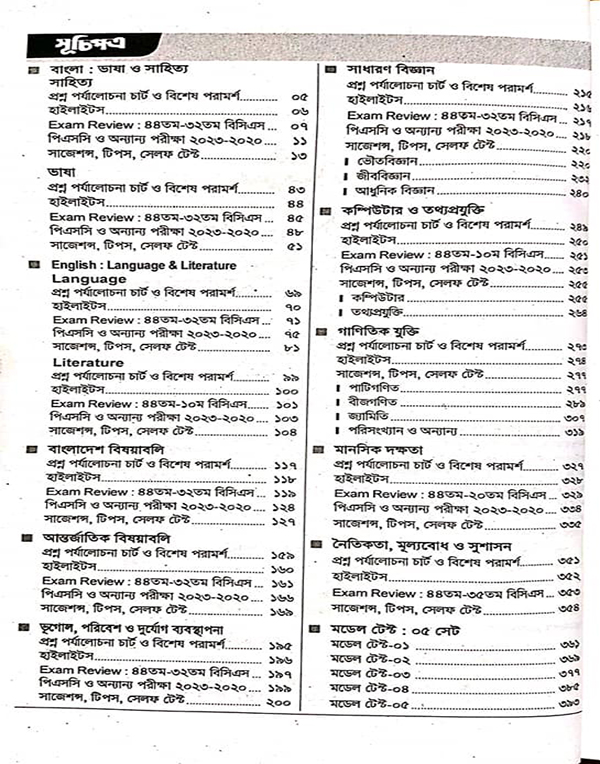 সূচিপত্র
বাংলা : ভাষা ও সাহিত্য
সাহিত্য
প্রশ্ন পর্যালোচনা চার্ট ও বিশেষ পরামর্শ......... ০৫
হাইলাইটস......... ০৬
Exam Review : ৪৪তম-৩২তম বিসিএস... ০৭
পিএসসি ও অন্যান্য পরীক্ষা ২০২৩-২০২০... ১১
সাজেশন্স, টিপস, সেলফ টেস্ট......... ১৩
ভাষা
প্রশ্ন পর্যালোচনা চার্ট ও বিশেষ পরামর্শ......... ৪৩
হাইলাইটস......... ৪৪
Exam Review : ৪৪তম-৩২তম বিসিএস... ৪৫
পিএসসি ও অন্যান্য পরীক্ষা ২০২৩-২০২০... ৪৮
সাজেশন্স, টিপস, সেলফ টেস্ট......... ৫১
English : Language & Literature
Language
প্রশ্ন পর্যালোচনা চার্ট ও বিশেষ পরামর্শ......... ৬৯
হাইলাইটস......... ৭০
Exam Review : ৪৪তম-৩২তম বিসিএস... ৭১
পিএসসি ও অন্যান্য পরীক্ষা ২০২৩-২০২০... ৭৫
সাজেশন্স, টিপস, সেলফ টেস্ট......... ৮১
Literature
প্রশ্ন পর্যালোচনা চার্ট ও বিশেষ পরামর্শ......... ৯৯
হাইলাইটস......... ১০০
Exam Review : ৪৪তম-১০ম বিসিএস... ১০১
পিএসসি ও অন্যান্য পরীক্ষা ২০২৩-২০২০... ১০৩
সাজেশন্স, টিপস, সেলফ টেস্ট......... ১০৪
বাংলাদেশ বিষয়াবলি
প্রশ্ন পর্যালোচনা চার্ট ও বিশেষ পরামর্শ......... ১১৭
হাইলাইটস......... ১১৮
Exam Review : ৪৪তম-৩২তম বিসিএস... ১১৯
পিএসসি ও অন্যান্য পরীক্ষা ২০২৩-২০২০... ১২৪
সাজেশন্স, টিপস, সেলফ টেস্ট......... ১২৭
আন্তর্জাতিক বিষয়াবলি
প্রশ্ন পর্যালোচনা চার্ট ও বিশেষ পরামর্শ......... ১৫৯
হাইলাইটস......... ১৬০
Exam Review : ৪৪তম-৩২তম বিসিএস... ১৬১
পিএসসি ও অন্যান্য পরীক্ষা ২০২৩-২০২০... ১৬৬
সাজেশন্স, টিপস, সেলফ টেস্ট......... ১৬৯
ভূগোল, পরিবেশ ও দুর্যোগ ব্যবস্থাপনা
প্রশ্ন পর্যালোচনা চার্ট ও বিশেষ পরামর্শ......... ১৯৫
হাইলাইটস......... ১৯৬
Exam Review : ৪৪তম-৩২তম বিসিএস... ১৯৭
পিএসসি ও অন্যান্য পরীক্ষা ২০২৩-২০২০... ১৯৯
সাজেশন্স, টিপস, সেলফ টেস্ট......... ২০০
সাধারণ বিজ্ঞান
প্রশ্ন পর্যালোচনা চার্ট ও বিশেষ পরামর্শ......... ২১৫
হাইলাইটস......... ২১৬
Exam Review : ৪৪তম-৩২তম বিসিএস... ২১৭
পিএসসি ও অন্যান্য পরীক্ষা ২০২৩-২০২০... ২১৮
সাজেশন্স, টিপস, সেলফ টেস্ট......... ২২০
। ভৌতবিজ্ঞান......... ২২০
। জীববিজ্ঞান......... ২৩২
। আধুনিক বিজ্ঞান......... ২৪০
কম্পিউটার ও তথ্যপ্রযুক্তি
প্রশ্ন পর্যালোচনা চার্ট ও বিশেষ পরামর্শ......... ২৪৯
হাইলাইটস......... ২৫০
Exam Review : ৪৪তম-১০ম বিসিএস... ২৫১
পিএসসি ও অন্যান্য পরীক্ষা ২০২৩-২০২০... ২৫৩
সাজেশন্স, টিপস, সেলফ টেস্ট......... ২৫৫
। কম্পিউটার......... ২৫৫
। তথ্যপ্রযুক্তি......... ২৬৪
গাণিতিক যুক্তি
প্রশ্ন পর্যালোচনা চার্ট ও বিশেষ পরামর্শ......... ২৭৩
হাইলাইটস......... ২৭৪
সাজেশন্স, টিপস, সেলফ টেস্ট......... ২৭৭
। পাটিগণিত......... ২৭৭
। বীজগণিত......... ২৮৯
। জ্যামিতি......... ৩০৭
। পরিসংখ্যান ও অন্যান্য......... ৩১৯
মানসিক দক্ষতা
প্রশ্ন পর্যালোচনা চার্ট ও বিশেষ পরামর্শ......... ৩২৭
হাইলাইটস......... ৩২৮
Exam Review : ৪৪তম-২০তম বিসিএস... ৩২৯
পিএসসি ও অন্যান্য পরীক্ষা ২০২৩-২০২০... ৩৩৪
সাজেশন্স, টিপস, সেলফ টেস্ট......... ৩৩৫
নৈতিকতা, মূল্যবোধ ও সুশাসন
প্রশ্ন পর্যালোচনা চার্ট ও বিশেষ পরামর্শ......... ৩৫১
হাইলাইটস......... ৩৫২
Exam Review : ৪৪তম-৩৫তম বিসিএস... ৩৫৩
সাজেশন্স, টিপস, সেলফ টেস্ট......... ৩৫৪
মডেল টেস্ট : ০৫ সেট
মডেল টেস্ট-০১......... ৩৬১
মডেল টেস্ট-০২......... ৩৬৯
মডেল টেস্ট-০৩......... ৩৭৭
মডেল টেস্ট-০৪......... ৩৮৫
মডেল টেস্ট-০৫......... ৩৯৩